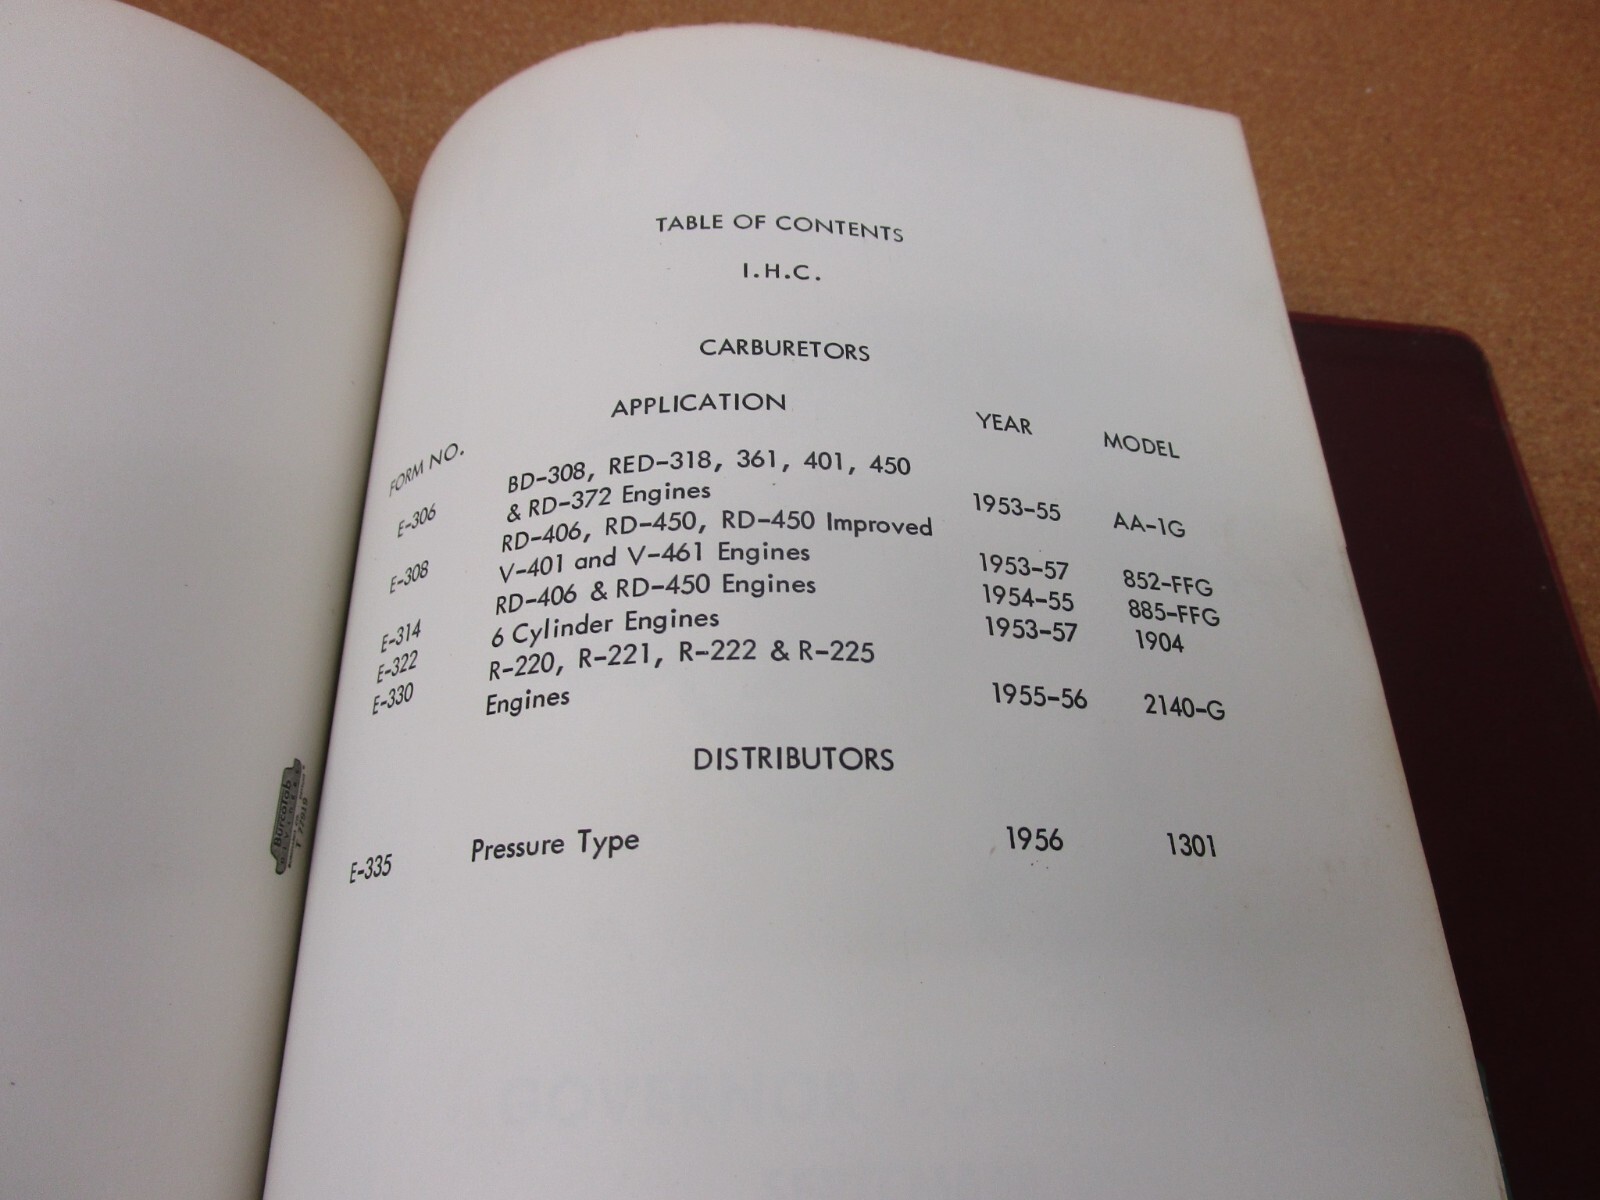 TABLE OF CONTENTS
I.H.C.
CARBURETORS
FORM NO. APPLICATION YEAR MODEL
BD-308, RED-318, 361, 401, 450
E-306 & RD-372 Engines 1953-55 AA-1G
RD-406, RD-450, RD-450 Improved
E-308 V-401 and V-461 Engines 1953-57 852-FFG
E-314 RD-406 & RD-450 Engines 1954-55 885-FFG
E-322 6 Cylinder Engines 1953-57 1904
E-330 R-220, R-221, R-222 & R-225
Engines 1955-56 2140-G
DISTRIBUTORS
E-335 Pressure Type 1956 1301
Burcotab